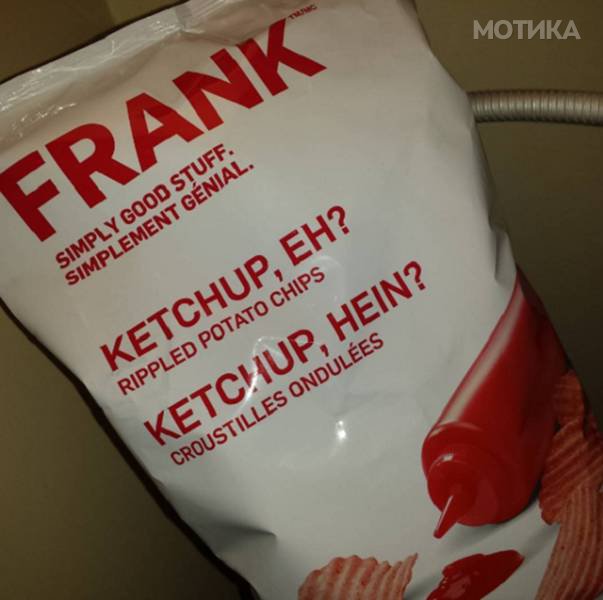 МОТИКА
FRANK TM/MC
SIMPLY GOOD STUFF.
SIMPLEMENT GÉNIAL.
KETCHUP, EH?
RIPPLED POTATO CHIPS
KETCHUP, HEIN?
CROUSTILLES ONDULÉES